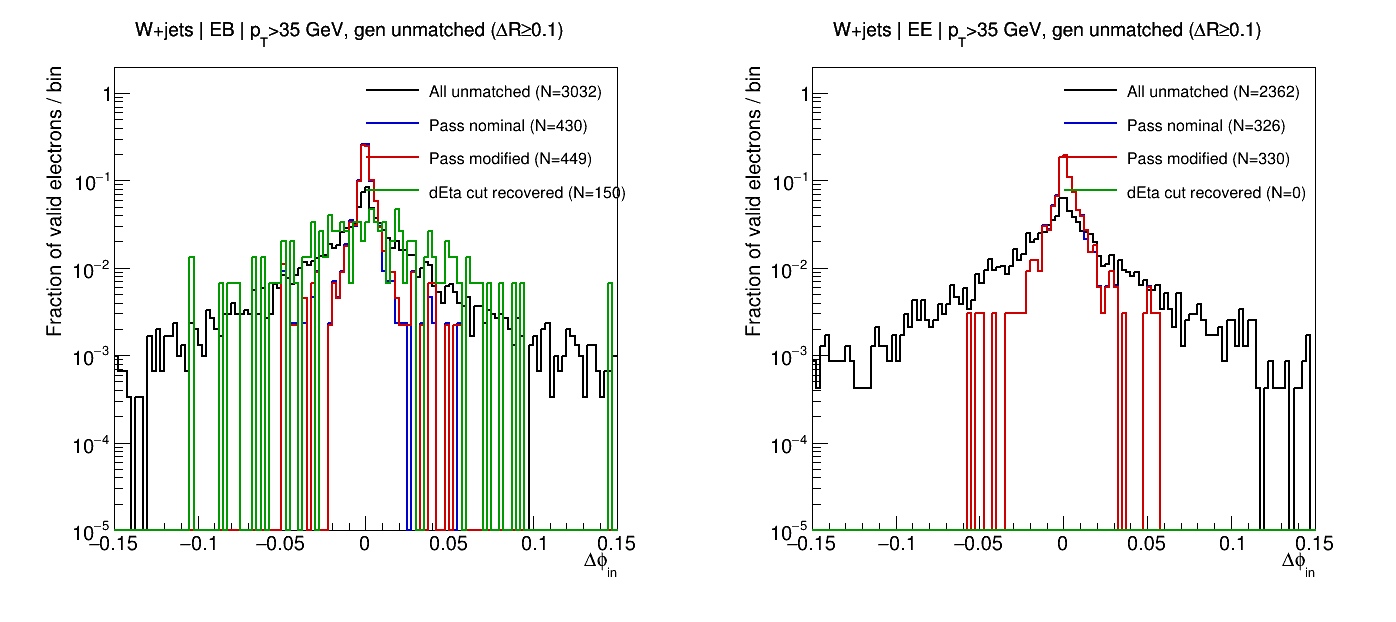 W+jets | EB | pT>35 GeV, gen unmatched (ΔR≥0.1)
Fraction of valid electrons / bin
All unmatched (N=3032)
Pass nominal (N=430)
Pass modified (N=449)
dEta cut recovered (N=150)
1
10−1
10−2
10−3
10−4
10−5
−0.15 −0.1 −0.05 0 0.05 0.1 0.15
Δϕin
W+jets | EE | pT>35 GeV, gen unmatched (ΔR≥0.1)
Fraction of valid electrons / bin
All unmatched (N=2362)
Pass nominal (N=326)
Pass modified (N=330)
dEta cut recovered (N=0)
1
10−1
10−2
10−3
10−4
10−5
−0.15 −0.1 −0.05 0 0.05 0.1 0.15
Δϕin